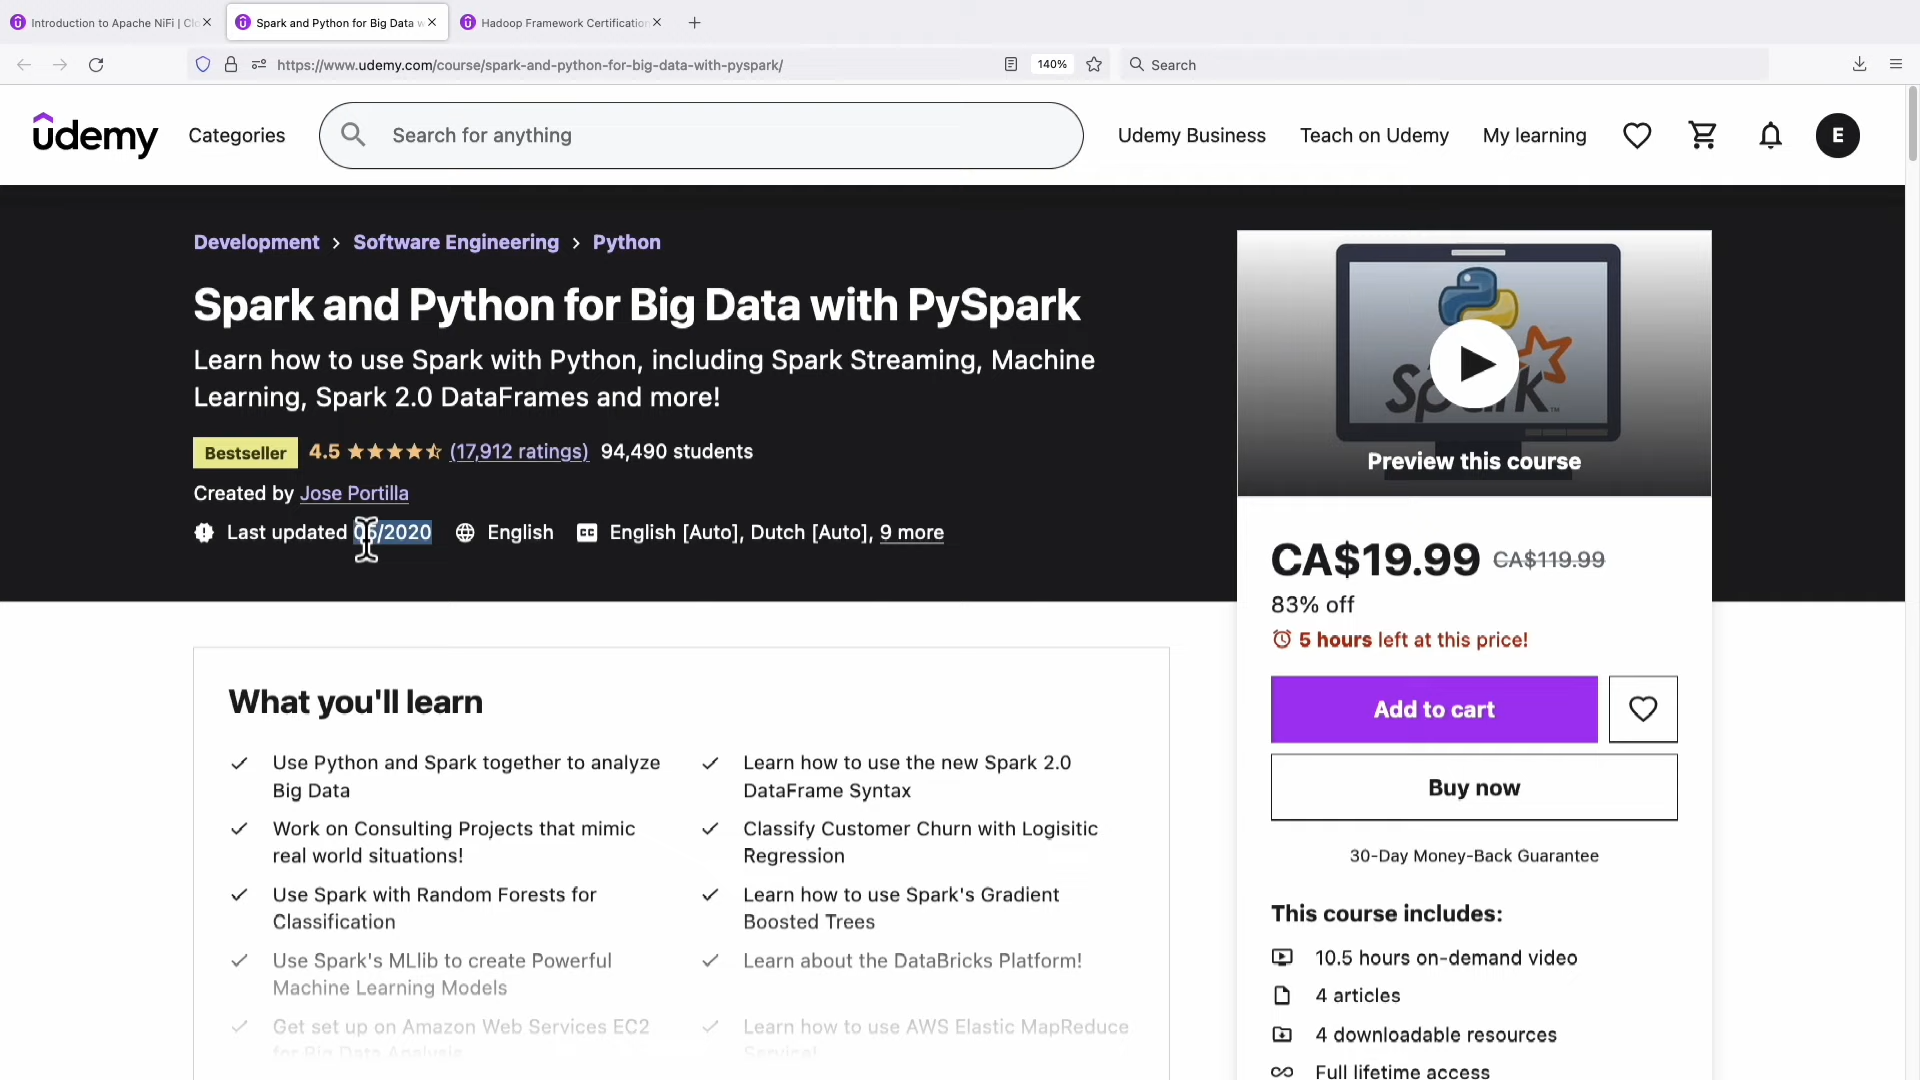 Introduction to Apache NiFi | Clo
Spark and Python for Big Data w
Hadoop Framework Certification
https://www.udemy.com/course/spark-and-python-for-big-data-with-pyspark/
140%
Search
udemy
Categories
Search for anything
Udemy Business
Teach on Udemy
My learning
E
Development > Software Engineering > Python
Spark and Python for Big Data with PySpark
Learn how to use Spark with Python, including Spark Streaming, Machine
Learning, Spark 2.0 DataFrames and more!
Bestseller 4.5 (17,912 ratings) 94,490 students
Created by Jose Portilla
Last updated 05/2020 English CC English [Auto], Dutch [Auto], 9 more
Spark
Preview this course
CA$19.99 CA$119.99
83% off
5 hours left at this price!
Add to cart
Buy now
30-Day Money-Back Guarantee
This course includes:
10.5 hours on-demand video
4 articles
4 downloadable resources
Full lifetime access
What you'll learn
Use Python and Spark together to analyze
Big Data
Work on Consulting Projects that mimic
real world situations!
Use Spark with Random Forests for
Classification
Use Spark's MLlib to create Powerful
Machine Learning Models
Get set up on Amazon Web Services EC2
for Big Data Analysis
Learn how to use the new Spark 2.0
DataFrame Syntax
Classify Customer Churn with Logisitic
Regression
Learn how to use Spark's Gradient
Boosted Trees
Learn about the DataBricks Platform!
Learn how to use AWS Elastic MapReduce
Service!